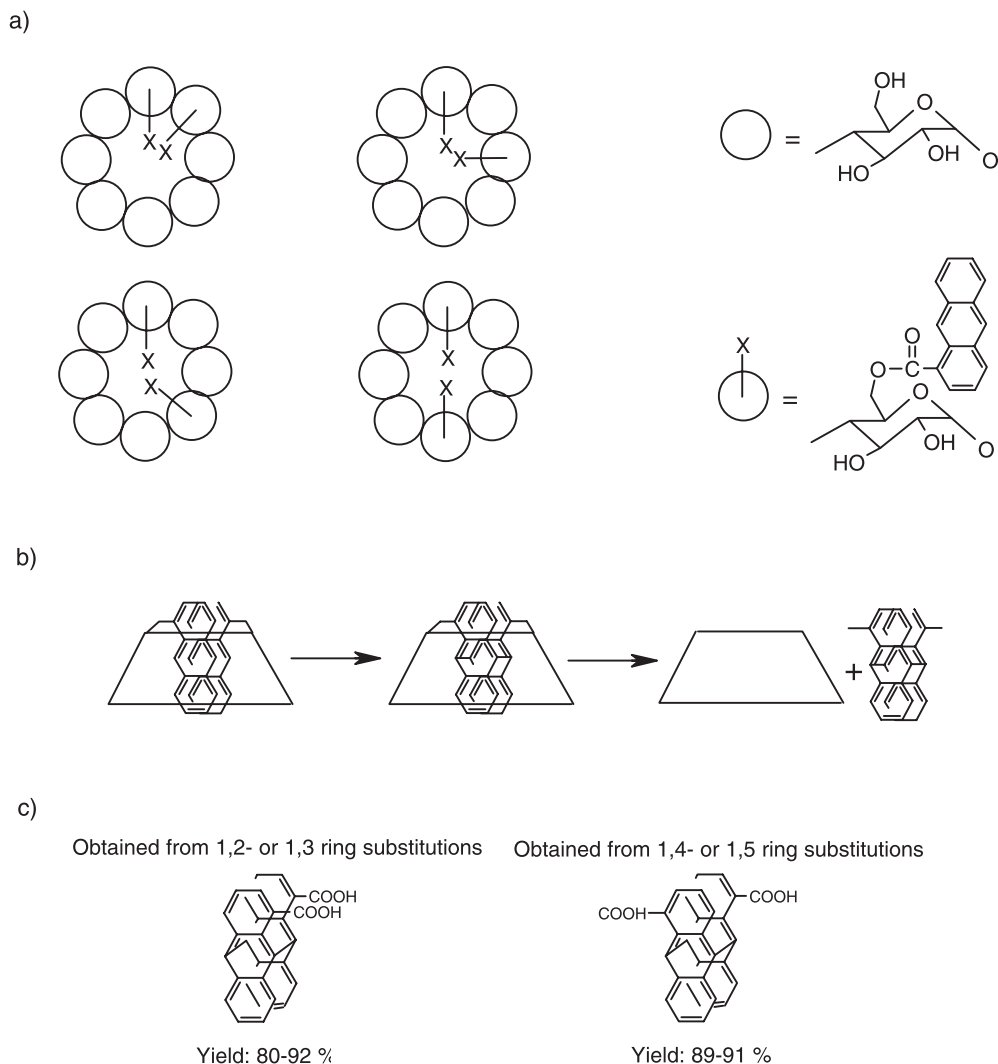 a)
X X
X X
OH
O
OH
HO
O
=
X
X
X
X
X
=
O
O C
O
OH
HO
O
b)
+
c)
Obtained from 1,2- or 1,3 ring substitutions
Obtained from 1,4- or 1,5 ring substitutions
COOH
COOH
COOH
COOH
Yield: 80-92 %
Yield: 89-91 %